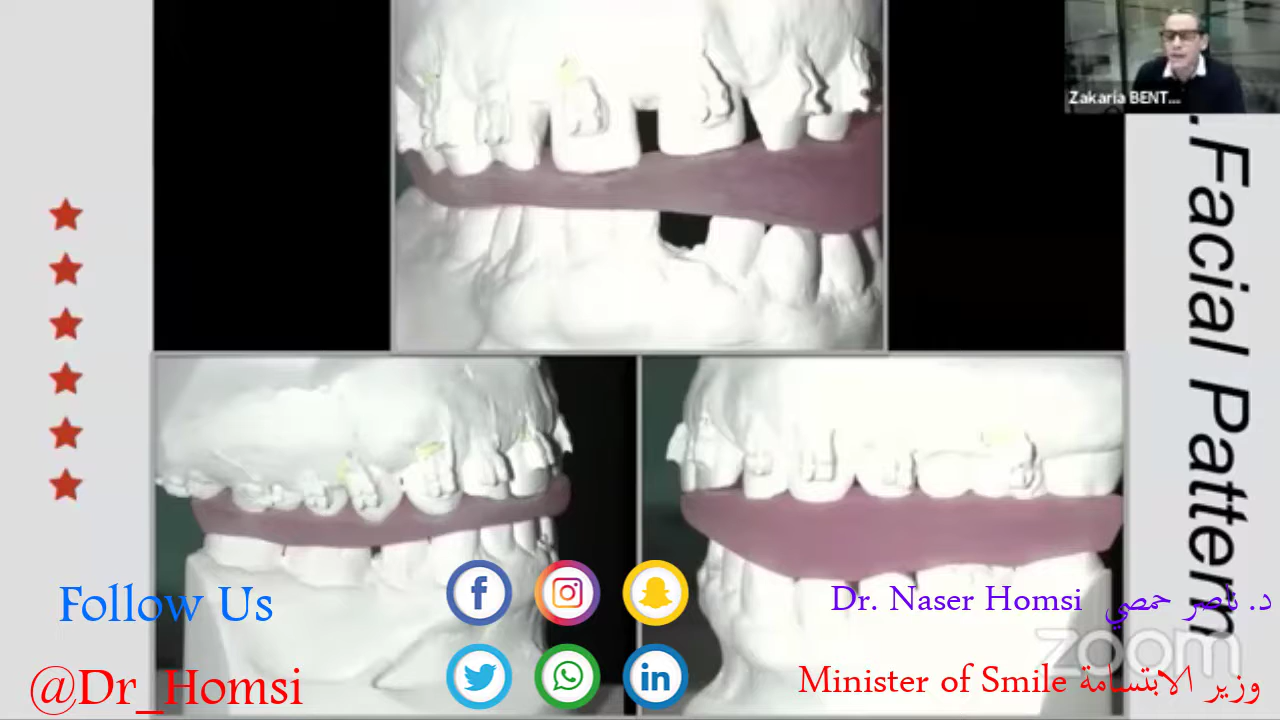 Zakaria BENT...
..Facial Pattern
Follow Us
@Dr_Homsi
Dr. Naser Homsi د. ناصر حمصي
zoom
Minister of Smile وزير الابتسامة